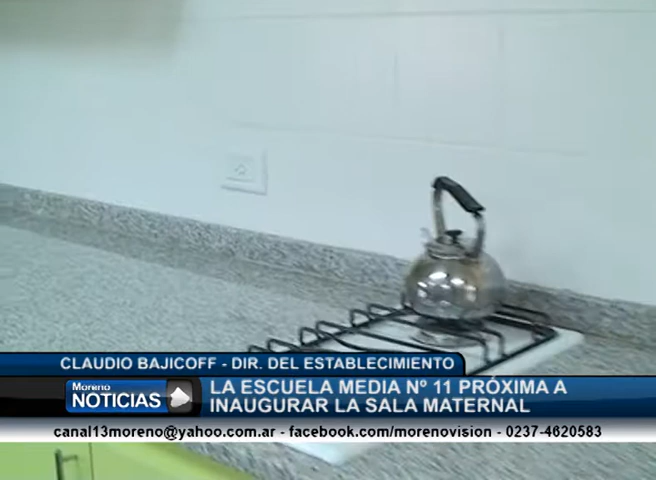 CLAUDIO BAJICOFF - DIR. DEL ESTABLECIMIENTO
Moreno
NOTICIAS
LA ESCUELA MEDIA Nº 11 PRÓXIMA A
INAUGURAR LA SALA MATERNAL
canal13moreno@yahoo.com.ar - facebook.com/morenovision - 0237-4620583